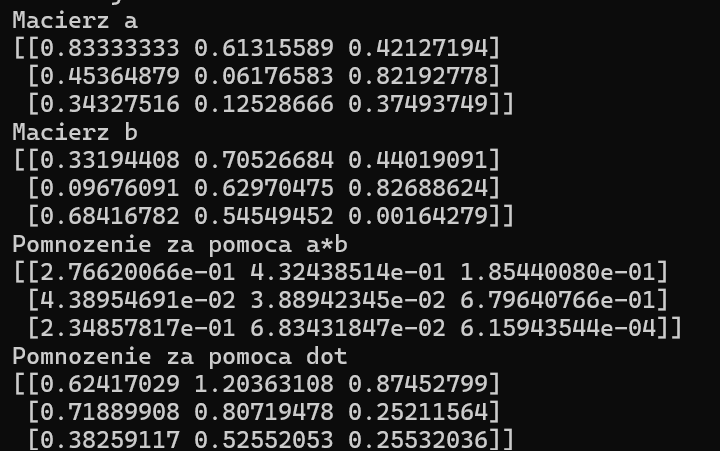 Macierz a
[[0.83333333 0.61315589 0.42127194]
 [0.45364879 0.06176583 0.82192778]
 [0.34327516 0.12528666 0.37493749]]
Macierz b
[[0.33194408 0.70526684 0.44019091]
 [0.09676091 0.62970475 0.82688624]
 [0.68416782 0.54549452 0.00164279]]
Pomnozenie za pomoca a*b
[[2.76620066e-01 4.32438514e-01 1.85440080e-01]
 [4.38954691e-02 3.88942345e-02 6.79640766e-01]
 [2.34857817e-01 6.83431847e-02 6.15943544e-04]]
Pomnozenie za pomoca dot
[[0.62417029 1.20363108 0.87452799]
 [0.71889908 0.80719478 0.25211564]
 [0.38259117 0.52552053 0.25532036]]